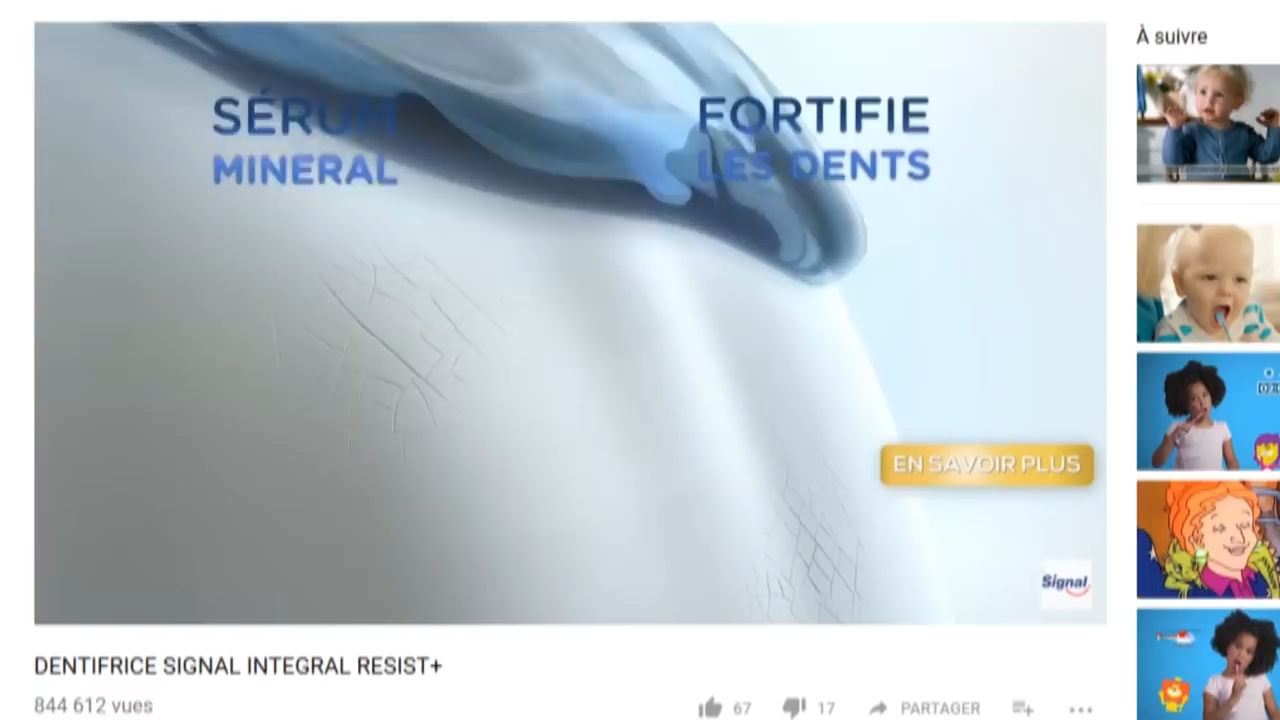 À suivre
SÉRUM
MINERAL
FORTIFIE
LES DENTS
EN SAVOIR PLUS
Signal
DENTIFRICE SIGNAL INTEGRAL RESIST+
844 612 vues
67
17
PARTAGER